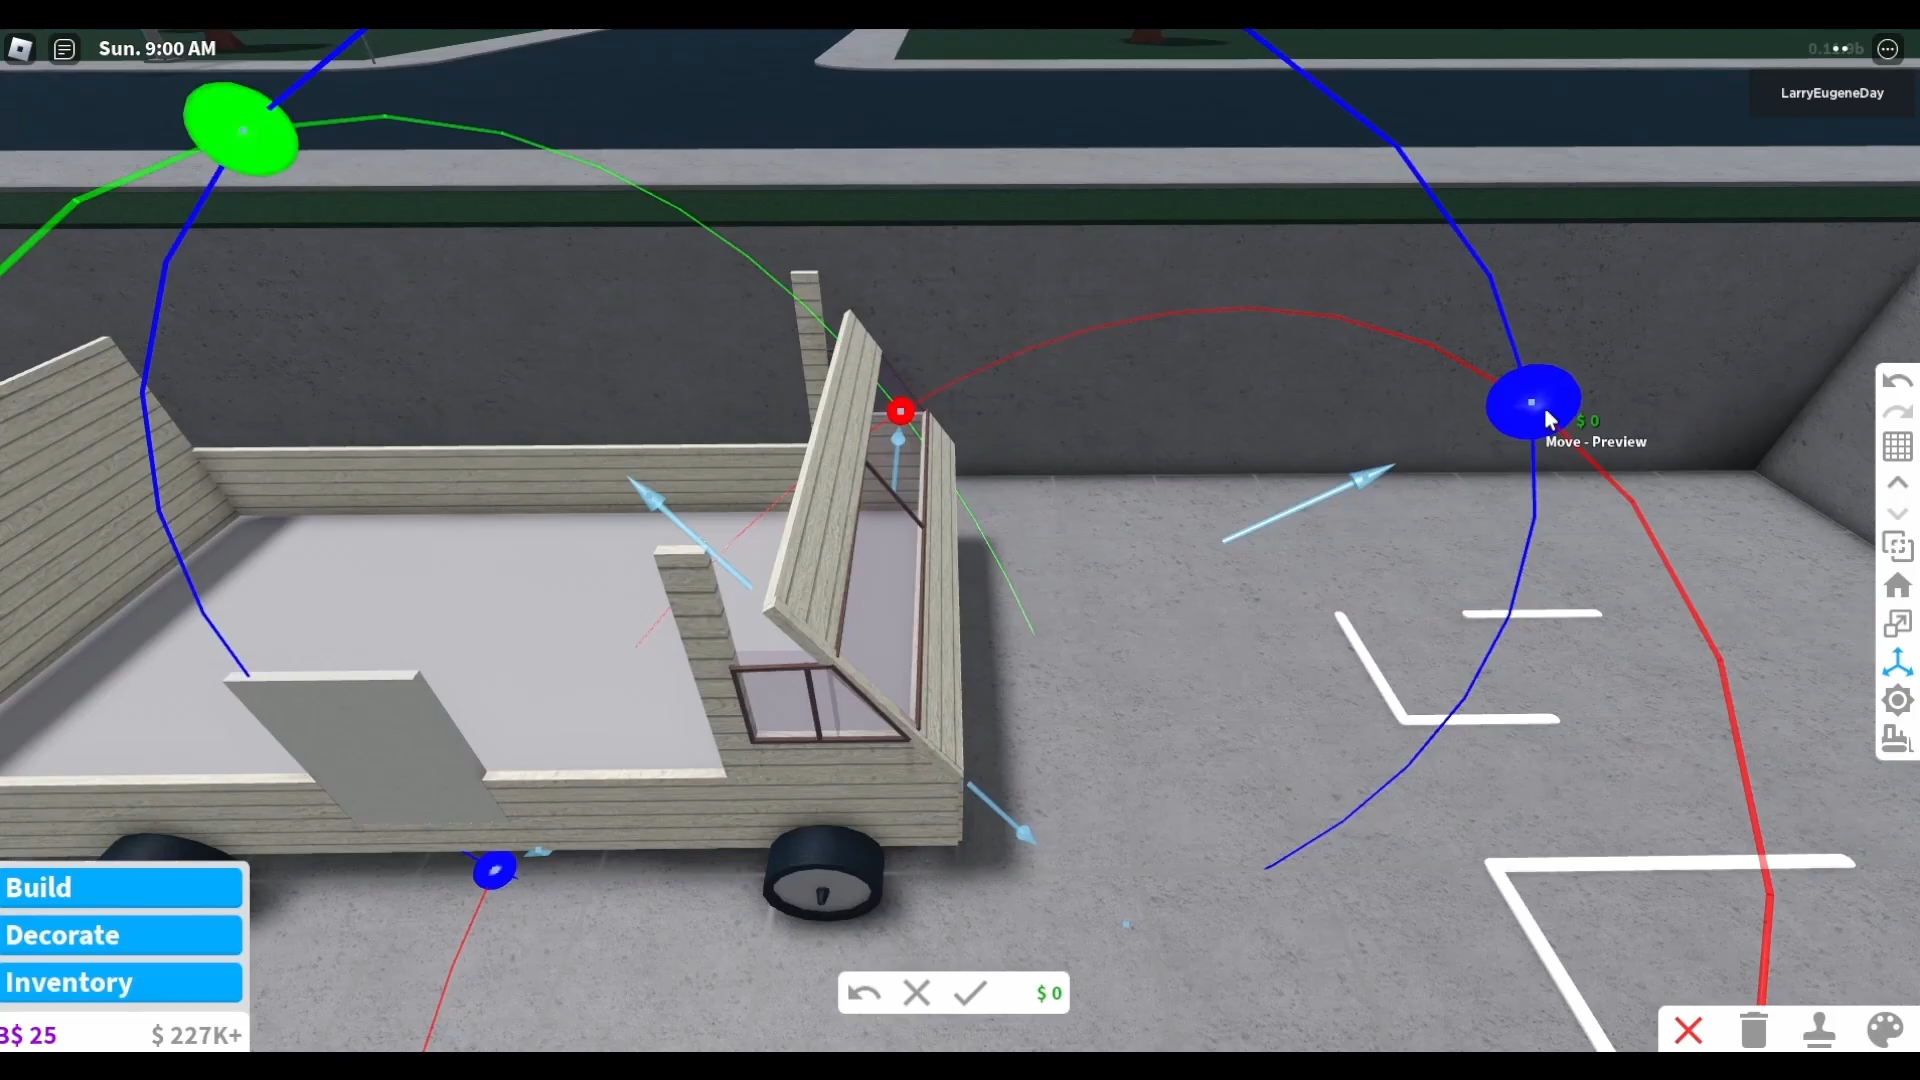 Sun. 9:00 AM
LarryEugeneDay
$ 0
Move - Preview
Build
Decorate
Inventory
B$ 25
$ 227K+
$ 0